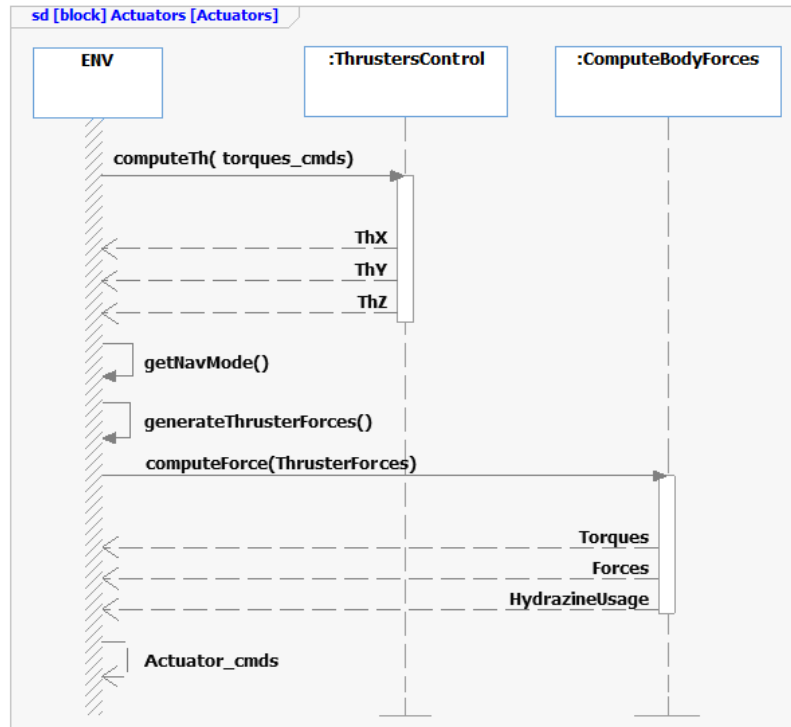 sd [block] Actuators [Actuators]
ENV
:ThrustersControl
:ComputeBodyForces
computeTh( torques_cmds)
ThX
ThY
ThZ
getNavMode()
generateThrusterForces()
computeForce(ThrusterForces)
Torques
Forces
HydrazineUsage
Actuator_cmds